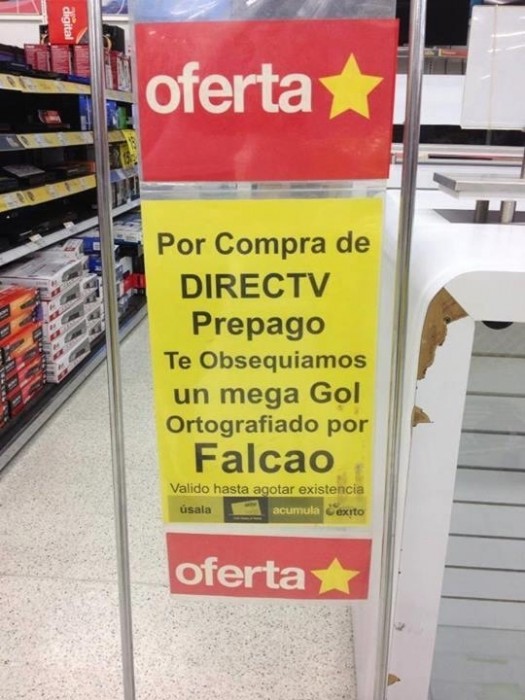 digital
oferta
Por Compra de
DIRECTV
Prepago
Te Obsequiamos
un mega Gol
Ortografiado por
Falcao
Valido hasta agotar existencia
úsala acumula éxito
oferta